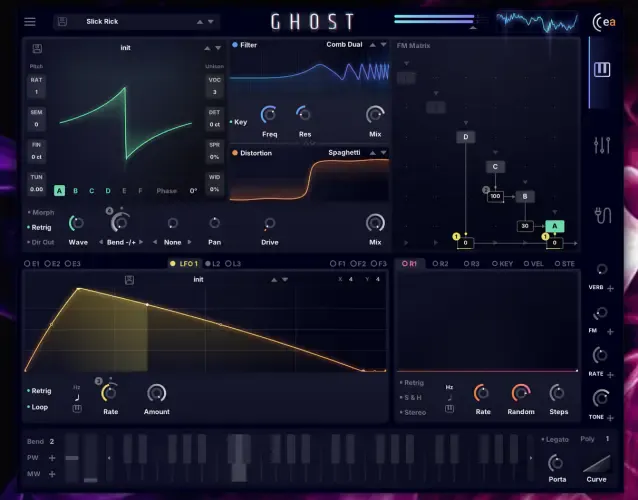 Slick Rick
GHOST
ea
init
Filter
Comb Dual
FM Matrix
Pitch
Unison
RAT
1
VOC
3
SEM
0
DET
0 ct
Key
Freq
Res
Mix
FIN
0 ct
SPR
0%
Distortion
Spaghetti
TUN
0.00
WID
0%
A B C D E F Phase 0°
D
C
2
100
B
30
A
1
0
1
0
Morph
Retrig
Dir Out
Wave
Bend -/+
None
Pan
Drive
Mix
E1 E2 E3
LFO 1 L2 L3
F1 F2 F3
R1 R2 R3 KEY VEL STE
init
X 4 Y 4
VERB
FM
RATE
TONE
Retrig
Loop
Hz
Rate
Amount
Retrig
S & H
Stereo
Hz
Rate
Random
Steps
Bend 2
PW
MW
Legato
Poly 1
Porta
Curve